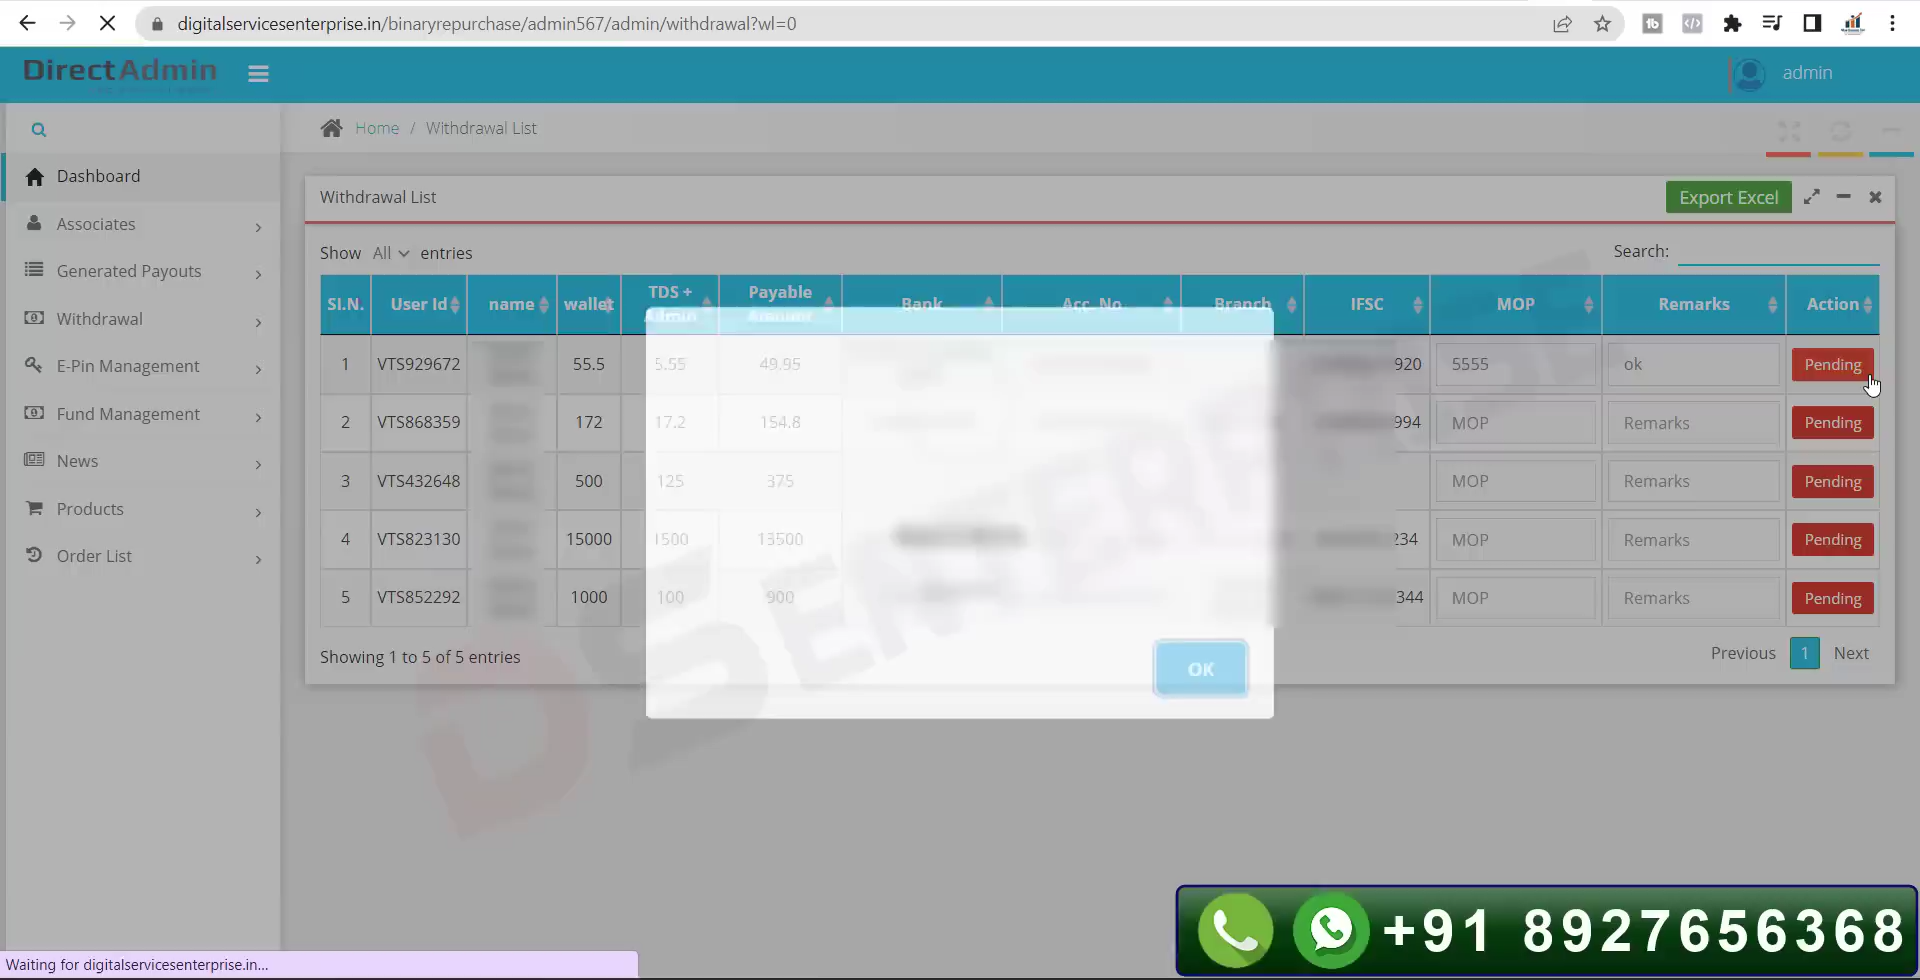 digitalservicesenterprise.in/binaryrepurchase/admin567/admin/withdrawal?wl=0
DirectAdmin
admin
Home / Withdrawal List
Dashboard
Associates
Generated Payouts
Withdrawal
E-Pin Management
Fund Management
News
Products
Order List
Withdrawal List
Export Excel
Show All entries
Search:
Sl.N. User Id name wallet TDS + Admin Payable Amount Bank Acc. No Branch IFSC MOP Remarks Action
1 VTS929672 55.5 5.55 49.95 920 5555 ok Pending
2 VTS868359 172 17.2 154.8 994 MOP Remarks Pending
3 VTS432648 500 125 375 MOP Remarks Pending
4 VTS823130 15000 1500 13500 234 MOP Remarks Pending
5 VTS852292 1000 100 900 344 MOP Remarks Pending
Showing 1 to 5 of 5 entries
Previous 1 Next
OK
DSENTERPRISE
+91 8927656368
Waiting for digitalservicesenterprise.in...